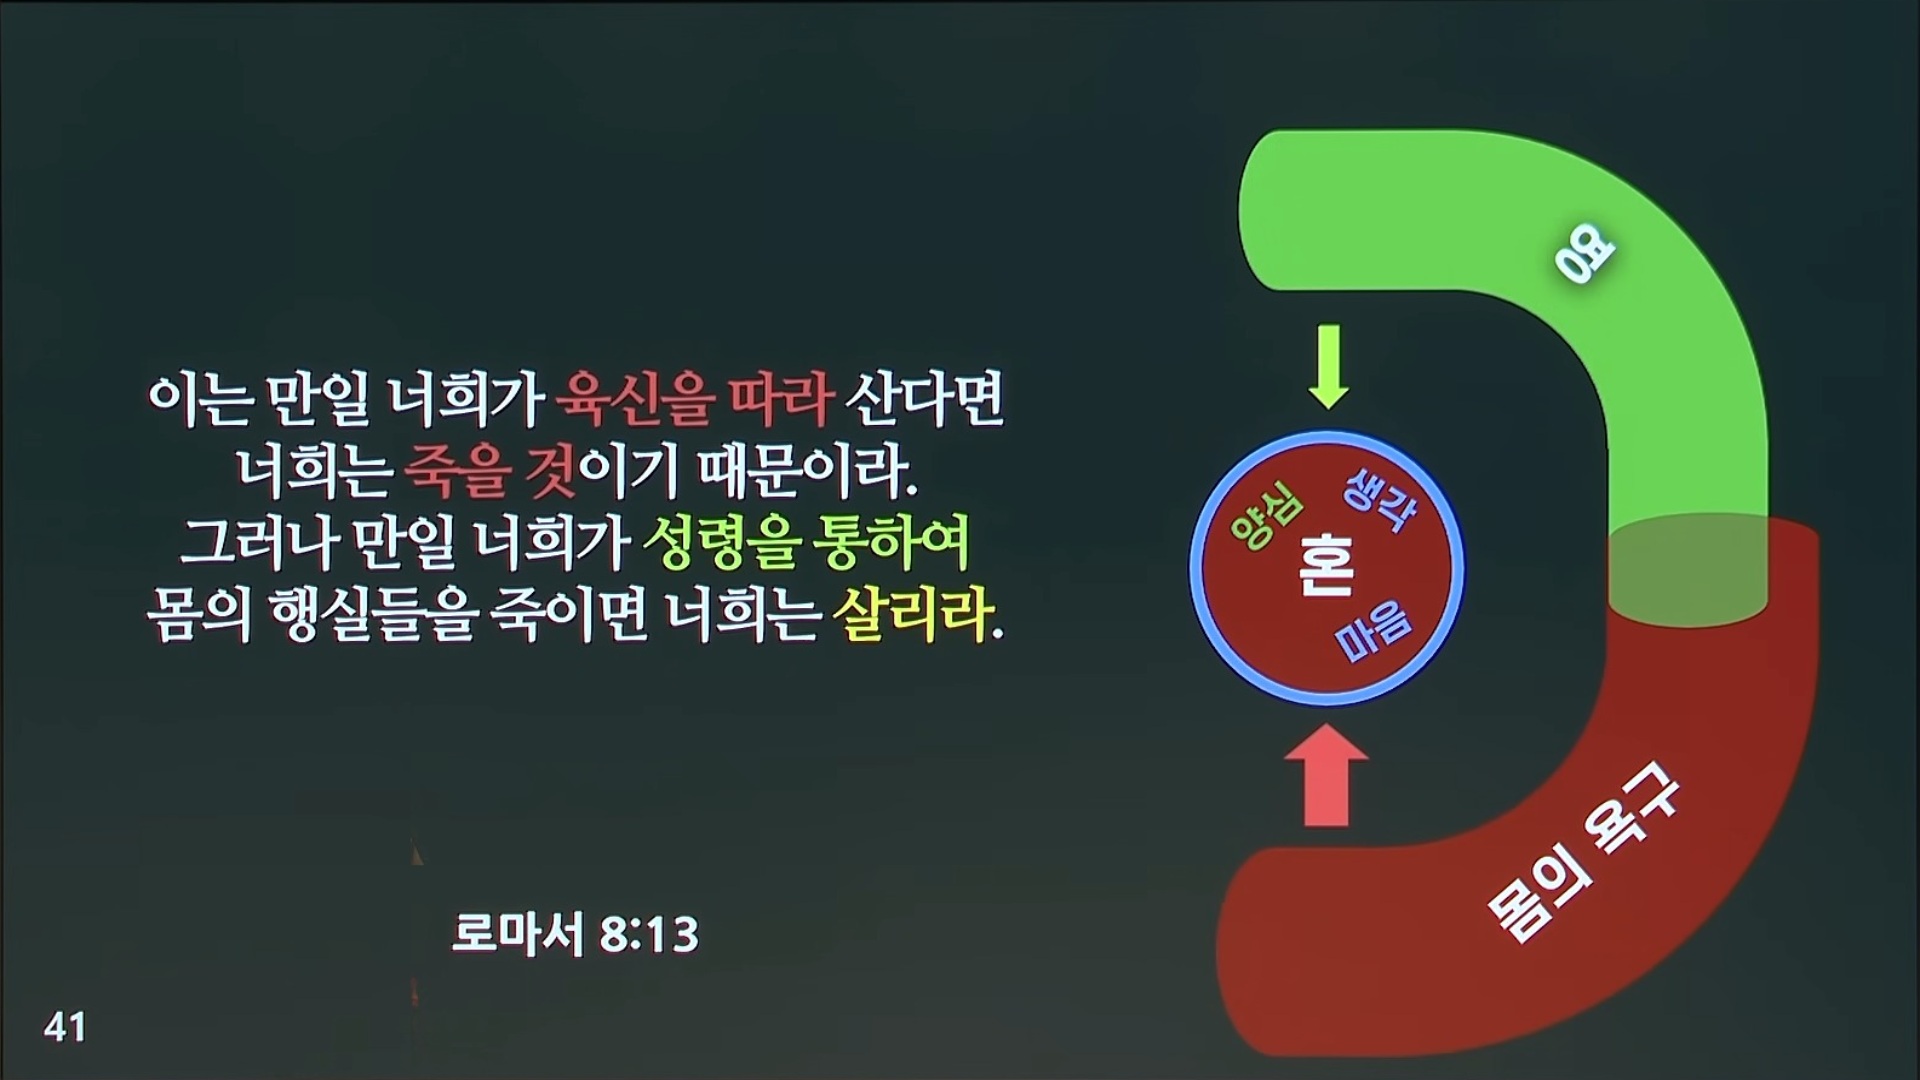 이는 만일 너희가 육신을 따라 산다면
너희는 죽을 것이기 때문이라.
그러나 만일 너희가 성령을 통하여
몸의 행실들을 죽이면 너희는 살리라.
로마서 8:13
41
영
양심
생각
혼
마음
몸의 욕구